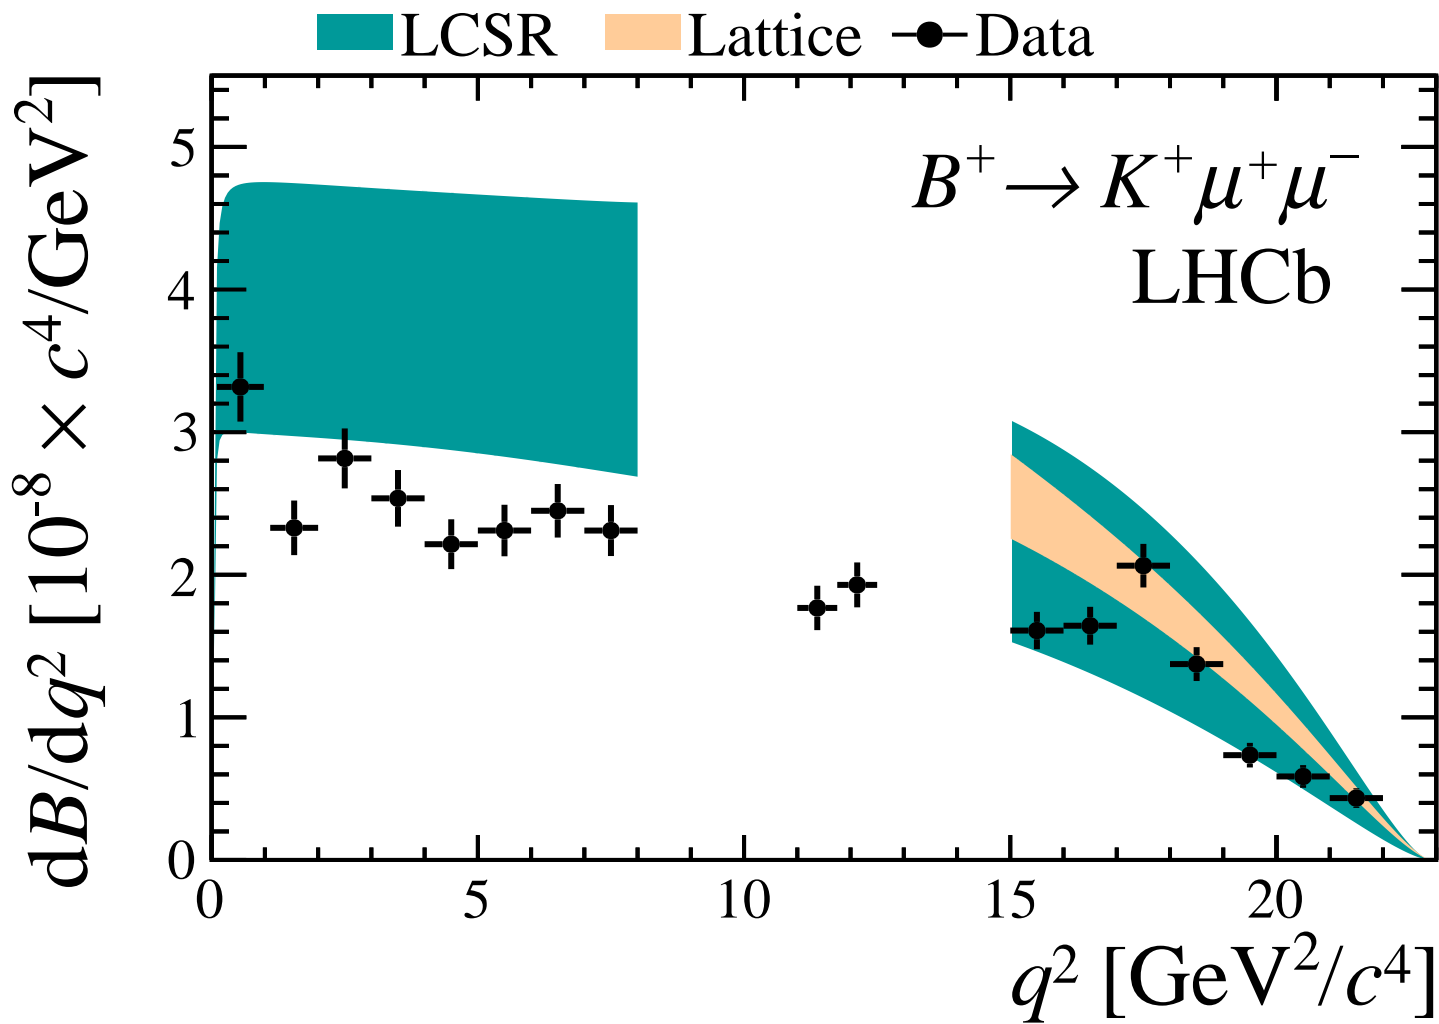 LCSR Lattice Data
dB/dq² [10⁻⁸ × c⁴/GeV²]
5
4
3
2
1
0
B⁺→ K⁺μ⁺μ⁻
LHCb
0 5 10 15 20
q² [GeV²/c⁴]